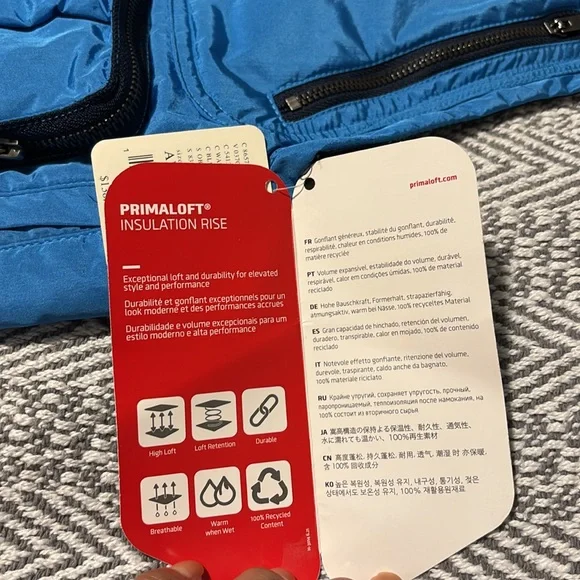 PRIMALOFT®
INSULATION RISE
Exceptional loft and durability for elevated
style and performance
Durabilité et gonflant exceptionnels pour un
look moderne et des performances accrues
Durabilidade e volume excepcionais para um
estilo moderno e alta performance
High Loft
Loft Retention
Durable
Breathable
Warm
when Wet
100% Recycled
Content
primaloft.com
FR Gonflant généreux, stabilité du gonflant, durabilité,
respirabilité, chaleur en conditions humides, 100% de
matière recyclée
PT Volume expansivel, estabilidade do volume, durável,
respirável, calor em condições úmidas, 100% de material
reciclado
DE Hohe Bauschkraft, Formerhalt, strapazierfähig,
atmungsaktiv, warm bei Nässe, 100% recyceltes Material
ES Gran capacidad de hinchado, retención del volumen,
duradero, transpirable, calor en mojado, 100% de contenido
reciclado
IT Notevole effetto gonfiante, ritenzione del volume,
durevole, traspirante, caldo anche da bagnato,
100% materiale riciclato
RU Крайне упругий, сохраняет упругость, прочный,
паропроницаемый, теплоизоляция после намокания, на
100% состоит из вторичного сырья
JA 嵩高構造の保持よる保温性、耐久性、通気性、
水に濡れても温かい、100%再生素材
CN 高度蓬松, 持久蓬松, 耐用, 透气, 潮湿时亦保暖,
含 100% 回收成分
KO 높은 복원성, 복원성 유지, 내구성, 통기성, 젖은
상태에서도 보온성 유지, 100% 재활용원재료